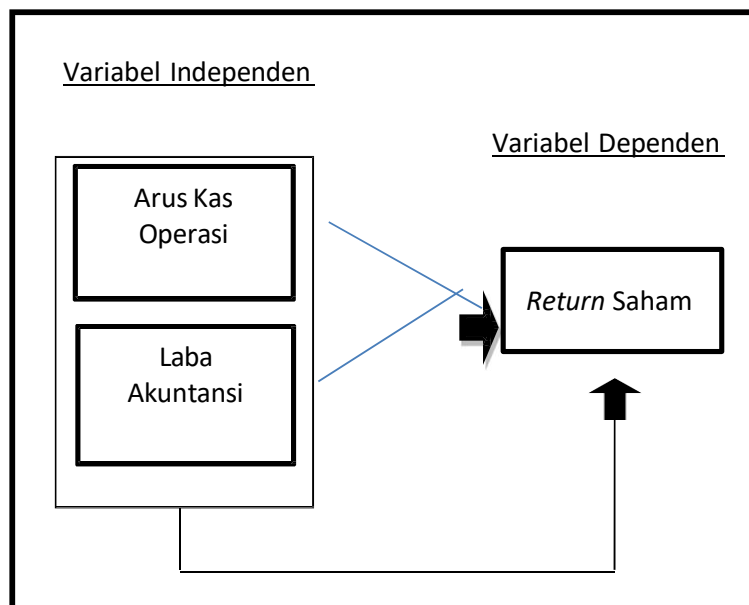 Variabel Independen
Variabel Dependen
Arus Kas
Operasi
Return Saham
Laba
Akuntansi